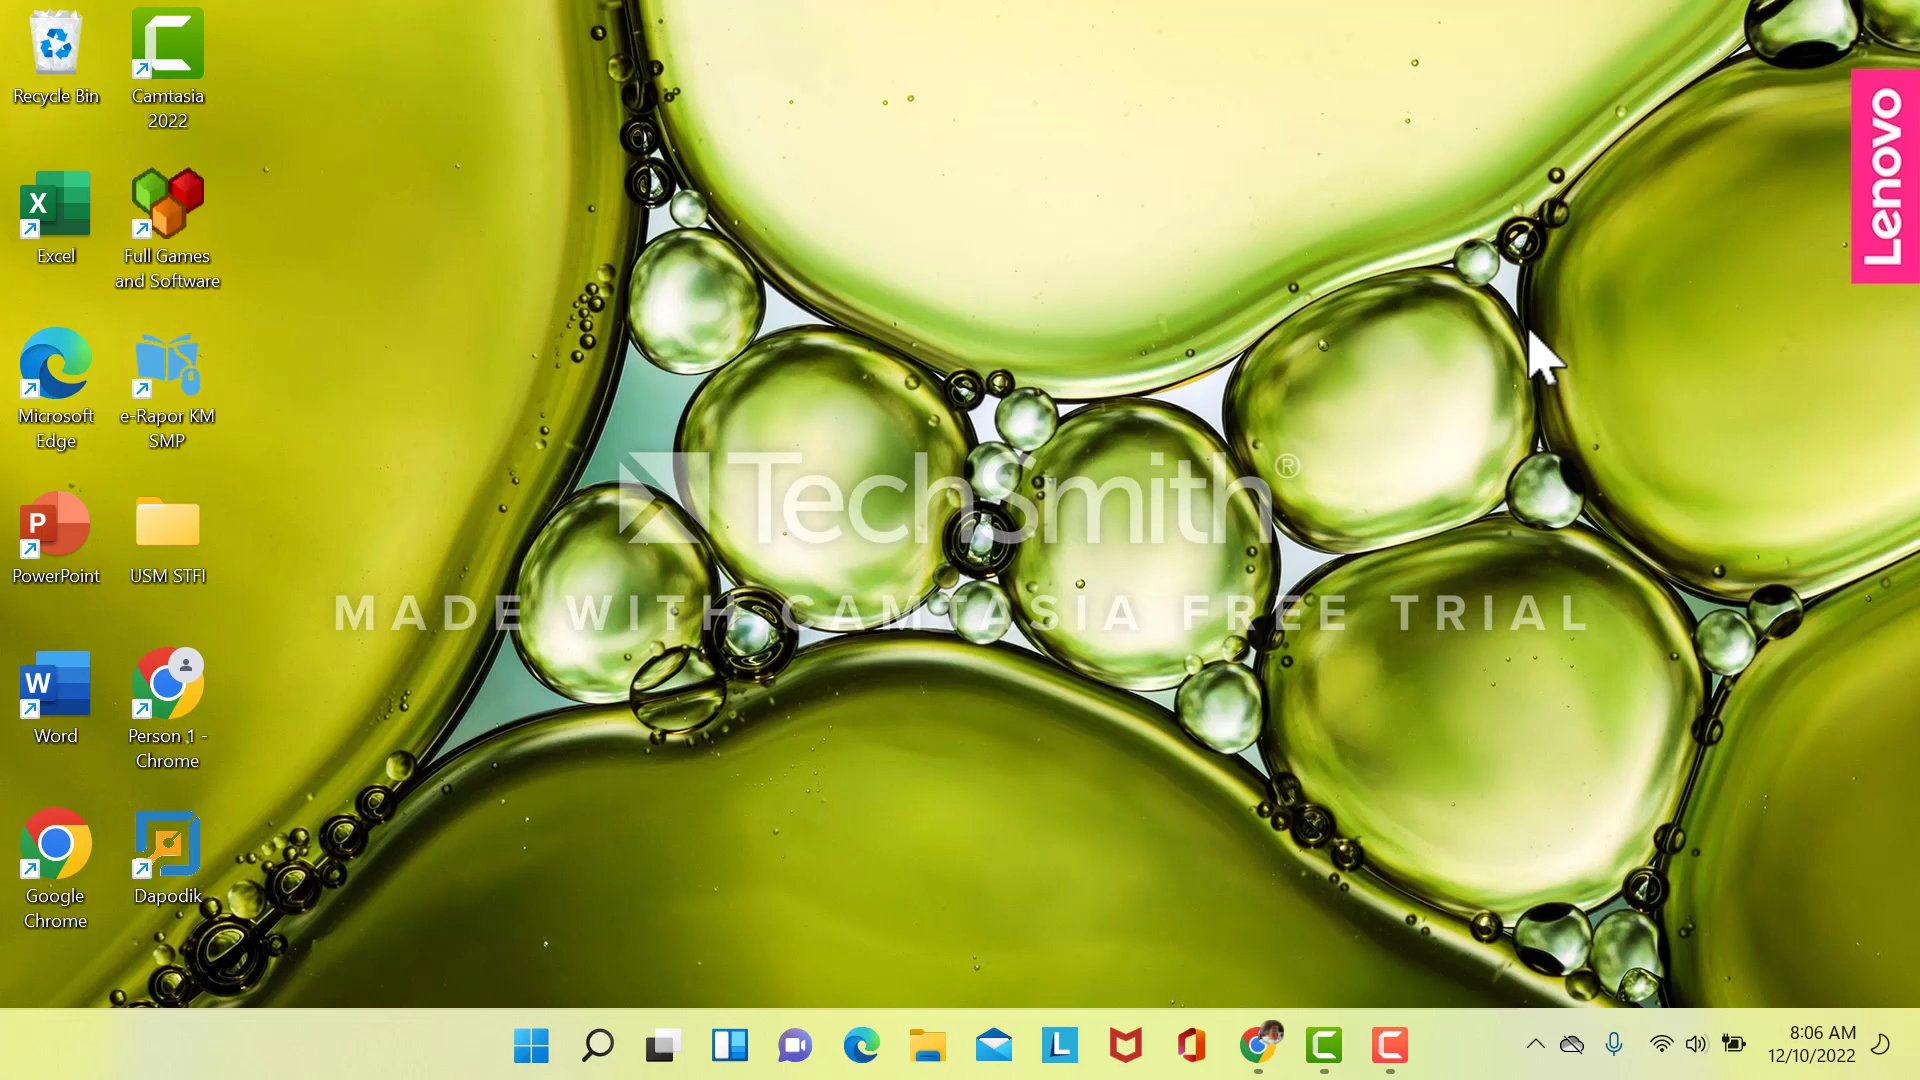 Recycle Bin
Camtasia
2022
Excel
Full Games
and Software
Microsoft
Edge
e-Rapor KM
SMP
PowerPoint
USM STFI
Word
Person 1 -
Chrome
Google
Chrome
Dapodik
Lenovo
TechSmith®
MADE WITH CAMTASIA FREE TRIAL
8:06 AM
12/10/2022